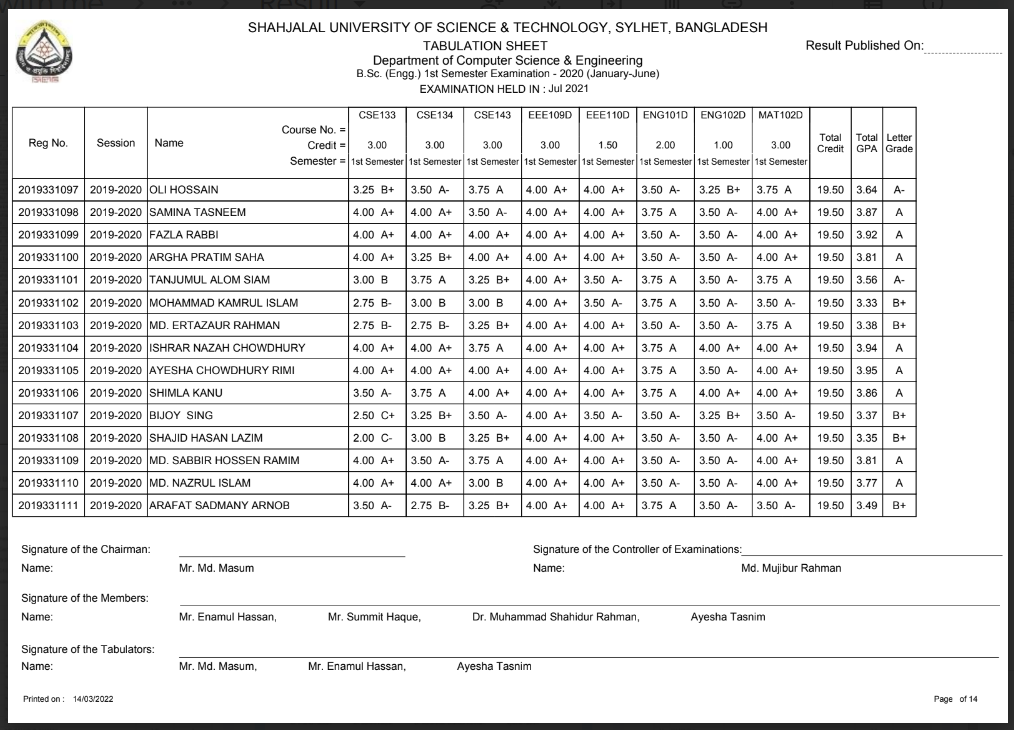 SHAHJALAL UNIVERSITY OF SCIENCE & TECHNOLOGY, SYLHET, BANGLADESH
TABULATION SHEET
Result Published On:
Department of Computer Science & Engineering
B.Sc. (Engg.) 1st Semester Examination - 2020 (January-June)
EXAMINATION HELD IN : Jul 2021
Course No. = CSE133 CSE134 CSE143 EEE109D EEE110D ENG101D ENG102D MAT102D
Reg No. Session Name Credit = 3.00 3.00 3.00 3.00 1.50 2.00 1.00 3.00 Total Credit Total GPA Letter Grade
Semester = 1st Semester 1st Semester 1st Semester 1st Semester 1st Semester 1st Semester 1st Semester 1st Semester
2019331097 2019-2020 OLI HOSSAIN 3.25 B+ 3.50 A- 3.75 A 4.00 A+ 4.00 A+ 3.50 A- 3.25 B+ 3.75 A 19.50 3.64 A-
2019331098 2019-2020 SAMINA TASNEEM 4.00 A+ 4.00 A+ 3.50 A- 4.00 A+ 4.00 A+ 3.75 A 3.50 A- 4.00 A+ 19.50 3.87 A
2019331099 2019-2020 FAZLA RABBI 4.00 A+ 4.00 A+ 4.00 A+ 4.00 A+ 4.00 A+ 3.50 A- 3.50 A- 4.00 A+ 19.50 3.92 A
2019331100 2019-2020 ARGHA PRATIM SAHA 4.00 A+ 3.25 B+ 4.00 A+ 4.00 A+ 4.00 A+ 3.50 A- 3.50 A- 4.00 A+ 19.50 3.81 A
2019331101 2019-2020 TANJUMUL ALOM SIAM 3.00 B 3.75 A 3.25 B+ 4.00 A+ 3.50 A- 3.75 A 3.50 A- 3.75 A 19.50 3.56 A-
2019331102 2019-2020 MOHAMMAD KAMRUL ISLAM 2.75 B- 3.00 B 3.00 B 4.00 A+ 3.50 A- 3.75 A 3.50 A- 3.50 A- 19.50 3.33 B+
2019331103 2019-2020 MD. ERTAZAUR RAHMAN 2.75 B- 2.75 B- 3.25 B+ 4.00 A+ 4.00 A+ 3.50 A- 3.50 A- 3.75 A 19.50 3.38 B+
2019331104 2019-2020 ISHRAR NAZAH CHOWDHURY 4.00 A+ 4.00 A+ 3.75 A 4.00 A+ 4.00 A+ 3.75 A 4.00 A+ 4.00 A+ 19.50 3.94 A
2019331105 2019-2020 AYESHA CHOWDHURY RIMI 4.00 A+ 4.00 A+ 4.00 A+ 4.00 A+ 4.00 A+ 3.75 A 3.50 A- 4.00 A+ 19.50 3.95 A
2019331106 2019-2020 SHIMLA KANU 3.50 A- 3.75 A 4.00 A+ 4.00 A+ 4.00 A+ 3.75 A 4.00 A+ 4.00 A+ 19.50 3.86 A
2019331107 2019-2020 BIJOY SING 2.50 C+ 3.25 B+ 3.50 A- 4.00 A+ 3.50 A- 3.50 A- 3.25 B+ 3.50 A- 19.50 3.37 B+
2019331108 2019-2020 SHAJID HASAN LAZIM 2.00 C- 3.00 B 3.25 B+ 4.00 A+ 4.00 A+ 3.50 A- 3.50 A- 4.00 A+ 19.50 3.35 B+
2019331109 2019-2020 MD. SABBIR HOSSEN RAMIM 4.00 A+ 3.50 A- 3.75 A 4.00 A+ 4.00 A+ 3.50 A- 3.50 A- 4.00 A+ 19.50 3.81 A
2019331110 2019-2020 MD. NAZRUL ISLAM 4.00 A+ 4.00 A+ 3.00 B 4.00 A+ 4.00 A+ 3.50 A- 3.50 A- 4.00 A+ 19.50 3.77 A
2019331111 2019-2020 ARAFAT SADMANY ARNOB 3.50 A- 2.75 B- 3.25 B+ 4.00 A+ 4.00 A+ 3.75 A 3.50 A- 3.50 A- 19.50 3.49 B+
Signature of the Chairman: Signature of the Controller of Examinations:
Name: Mr. Md. Masum Name: Md. Mujibur Rahman
Signature of the Members:
Name: Mr. Enamul Hassan, Mr. Summit Haque, Dr. Muhammad Shahidur Rahman, Ayesha Tasnim
Signature of the Tabulators:
Name: Mr. Md. Masum, Mr. Enamul Hassan, Ayesha Tasnim
Printed on : 14/03/2022 Page of 14